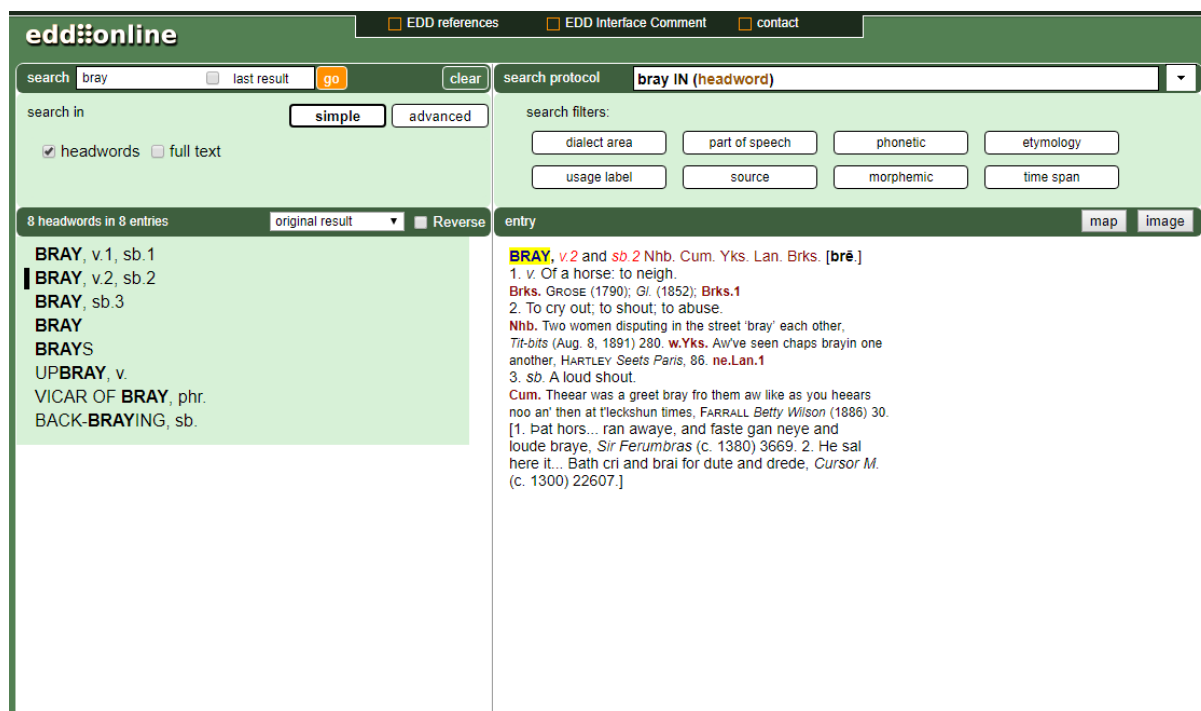 EDD references EDD Interface Comment contact
edd online
search bray last result go clear
search in simple advanced
headwords full text
search protocol bray IN (headword)
search filters:
dialect area part of speech phonetic etymology
usage label source morphemic time span
8 headwords in 8 entries original result Reverse
BRAY, v.1, sb.1
BRAY, v.2, sb.2
BRAY, sb.3
BRAY
BRAYS
UPBRAY, v.
VICAR OF BRAY, phr.
BACK-BRAYING, sb.
entry map image
BRAY, v.2 and sb.2 Nhb. Cum. Yks. Lan. Brks. [brē.]
1. v. Of a horse: to neigh.
Brks. GROSE (1790); Gl. (1852); Brks.1
2. To cry out; to shout; to abuse.
Nhb. Two women disputing in the street ‘bray’ each other,
Tit-bits (Aug. 8, 1891) 280. w.Yks. Aw've seen chaps brayin one
another, HARTLEY Seets Paris, 86. ne.Lan.1
3. sb. A loud shout.
Cum. Theear was a greet bray fro them aw like as you heears
noo an' then at t'leckshun times, FARRALL Betty Wilson (1886) 30.
[1. Þat hors... ran awaye, and faste gan neye and
loude braye, Sir Ferumbras (c. 1380) 3669. 2. He sal
here it... Bath cri and brai for dute and drede, Cursor M.
(c. 1300) 22607.]